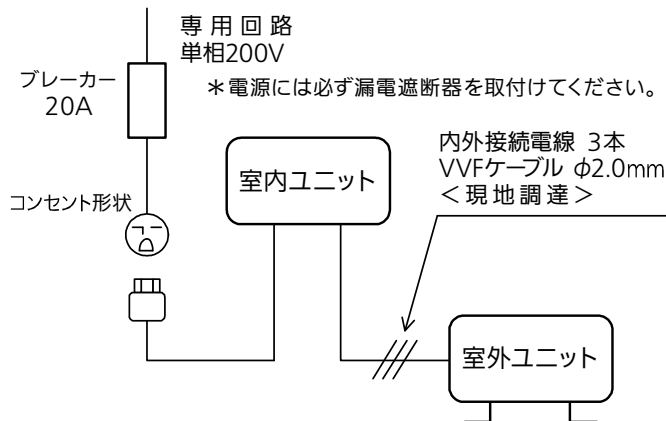 専用回路
単相200V
ブレーカー
20A
＊電源には必ず漏電遮断器を取付けてください。
内外接続電線 3本
VVFケーブル φ2.0mm
＜現地調達＞
室内ユニット
コンセント形状
室外ユニット